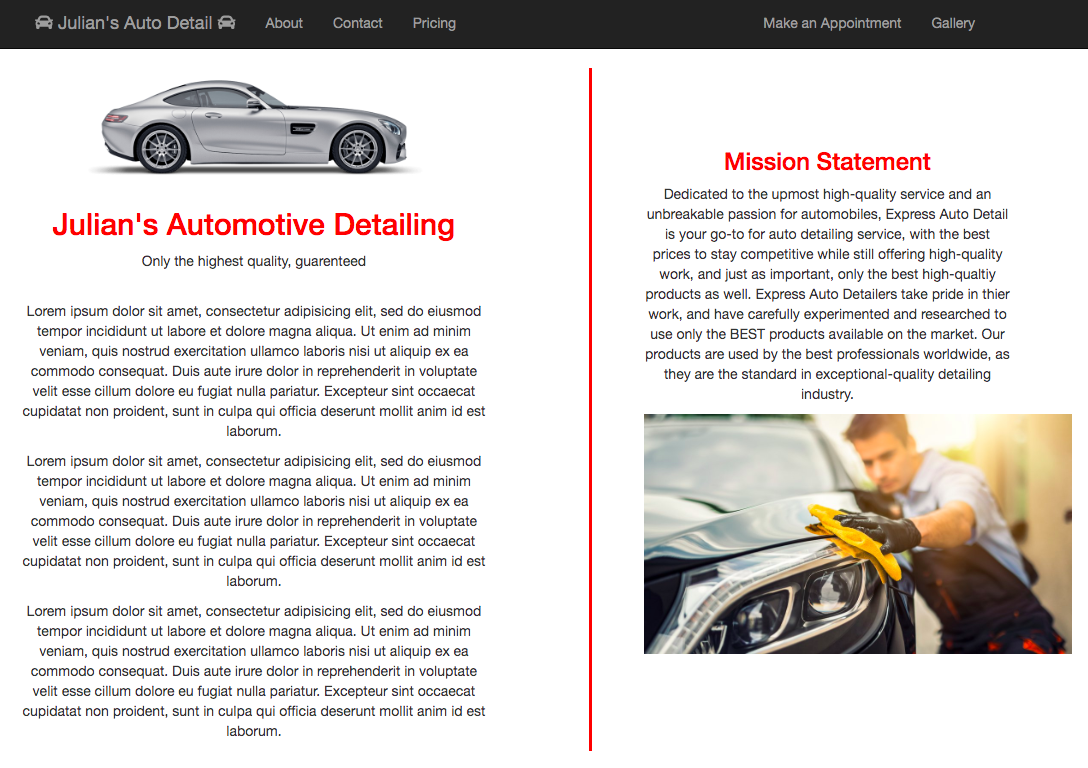 Julian's Auto Detail
About
Contact
Pricing
Make an Appointment
Gallery
Julian's Automotive Detailing
Only the highest quality, guarenteed
Lorem ipsum dolor sit amet, consectetur adipisicing elit, sed do eiusmod
tempor incididunt ut labore et dolore magna aliqua. Ut enim ad minim
veniam, quis nostrud exercitation ullamco laboris nisi ut aliquip ex ea
commodo consequat. Duis aute irure dolor in reprehenderit in voluptate
velit esse cillum dolore eu fugiat nulla pariatur. Excepteur sint occaecat
cupidatat non proident, sunt in culpa qui officia deserunt mollit anim id est
laborum.
Lorem ipsum dolor sit amet, consectetur adipisicing elit, sed do eiusmod
tempor incididunt ut labore et dolore magna aliqua. Ut enim ad minim
veniam, quis nostrud exercitation ullamco laboris nisi ut aliquip ex ea
commodo consequat. Duis aute irure dolor in reprehenderit in voluptate
velit esse cillum dolore eu fugiat nulla pariatur. Excepteur sint occaecat
cupidatat non proident, sunt in culpa qui officia deserunt mollit anim id est
laborum.
Lorem ipsum dolor sit amet, consectetur adipisicing elit, sed do eiusmod
tempor incididunt ut labore et dolore magna aliqua. Ut enim ad minim
veniam, quis nostrud exercitation ullamco laboris nisi ut aliquip ex ea
commodo consequat. Duis aute irure dolor in reprehenderit in voluptate
velit esse cillum dolore eu fugiat nulla pariatur. Excepteur sint occaecat
cupidatat non proident, sunt in culpa qui officia deserunt mollit anim id est
laborum.
Mission Statement
Dedicated to the upmost high-quality service and an
unbreakable passion for automobiles, Express Auto Detail
is your go-to for auto detailing service, with the best
prices to stay competitive while still offering high-quality
work, and just as important, only the best high-qualtiy
products as well. Express Auto Detailers take pride in thier
work, and have carefully experimented and researched to
use only the BEST products available on the market. Our
products are used by the best professionals worldwide, as
they are the standard in exceptional-quality detailing
industry.